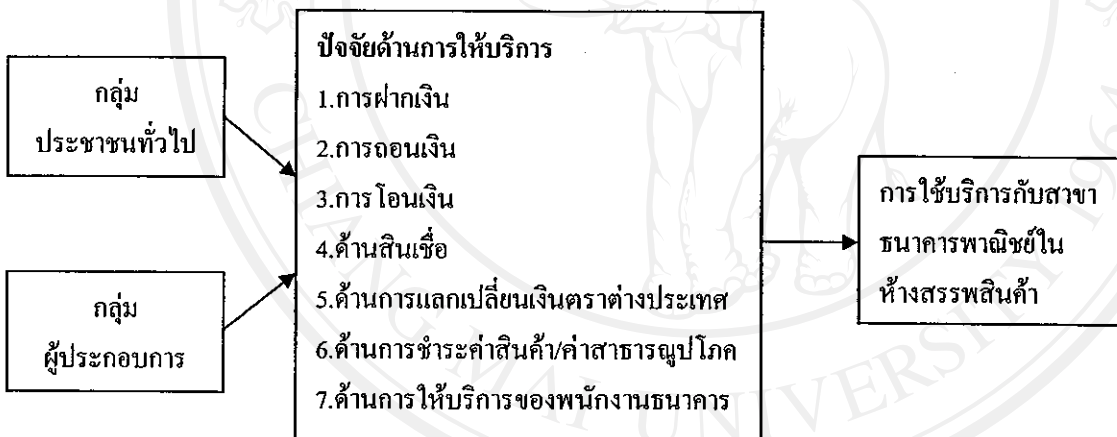 กลุ่ม
ประชาชนทั่วไป
กลุ่ม
ผู้ประกอบการ
ปัจจัยด้านการให้บริการ
1.การฝากเงิน
2.การถอนเงิน
3.การโอนเงิน
4.ด้านสินเชื่อ
5.ด้านการแลกเปลี่ยนเงินตราต่างประเทศ
6.ด้านการชำระค่าสินค้า/ค่าสาธารณูปโภค
7.ด้านการให้บริการของพนักงานธนาคาร
การใช้บริการกับสาขา
ธนาคารพาณิชย์ใน
ห้างสรรพสินค้า
CHIANG MAI UNIVERSITY 1964